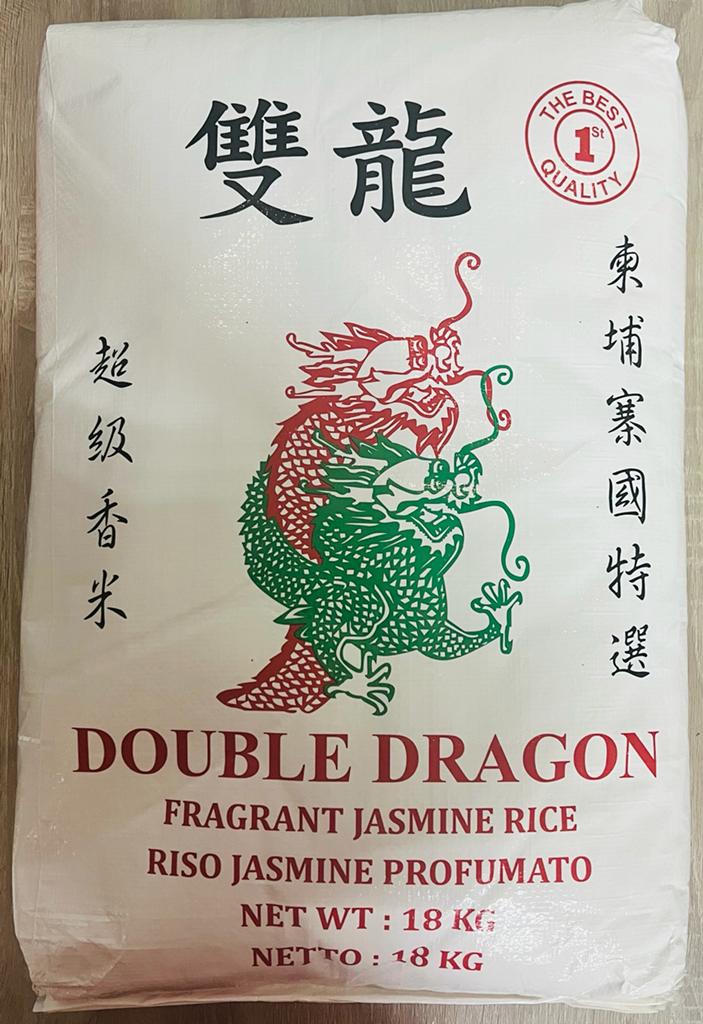 雙龍
THE BEST
1St
QUALITY
柬埔寨國特選
超級香米
DOUBLE DRAGON
FRAGRANT JASMINE RICE
RISO JASMINE PROFUMATO
NET WT : 18 KG
NETTO : 18 KG